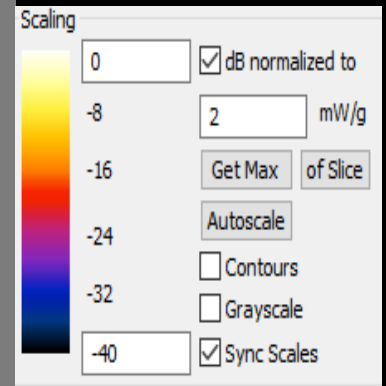 Scaling
0
dB normalized to
-8
2 mW/g
-16
Get Max of Slice
Autoscale
-24
Contours
-32
Grayscale
-40
Sync Scales